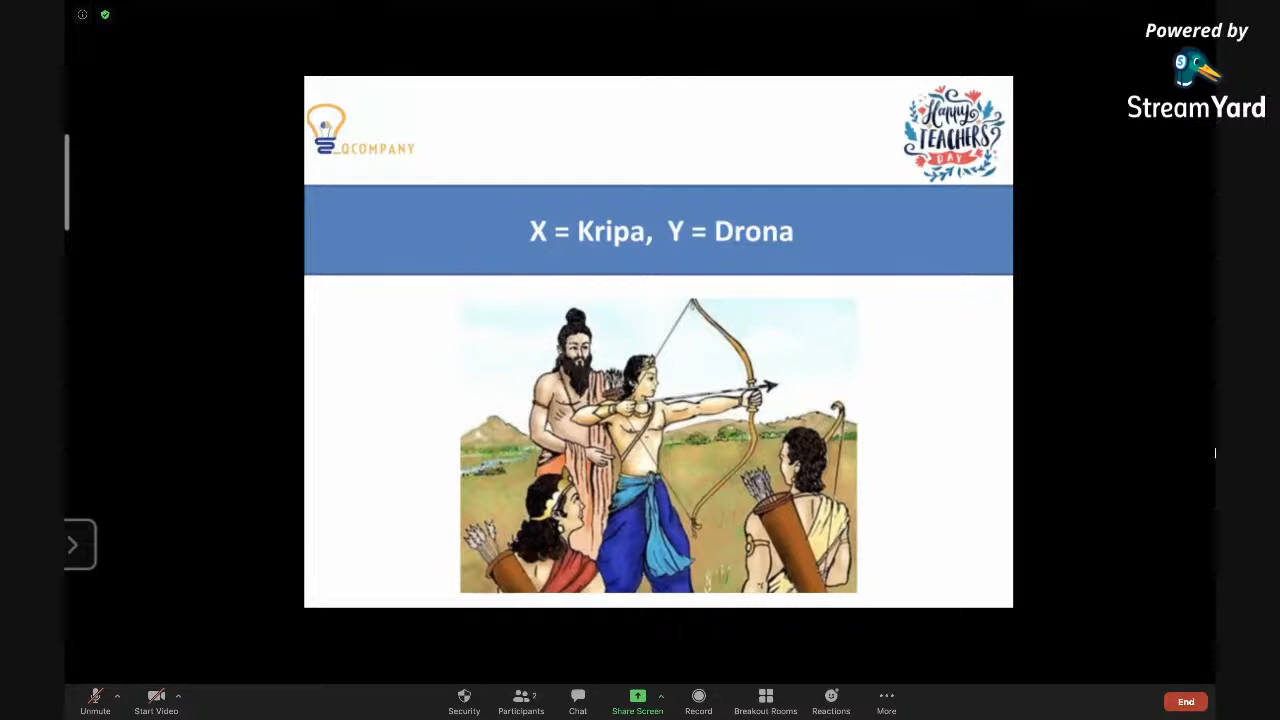 Powered by
StreamYard
_QCOMPANY
Happy
TEACHERS
DAY
X = Kripa, Y = Drona
Unmute
Start Video
Security
Participants
2
Chat
Share Screen
Record
Breakout Rooms
Reactions
More
End